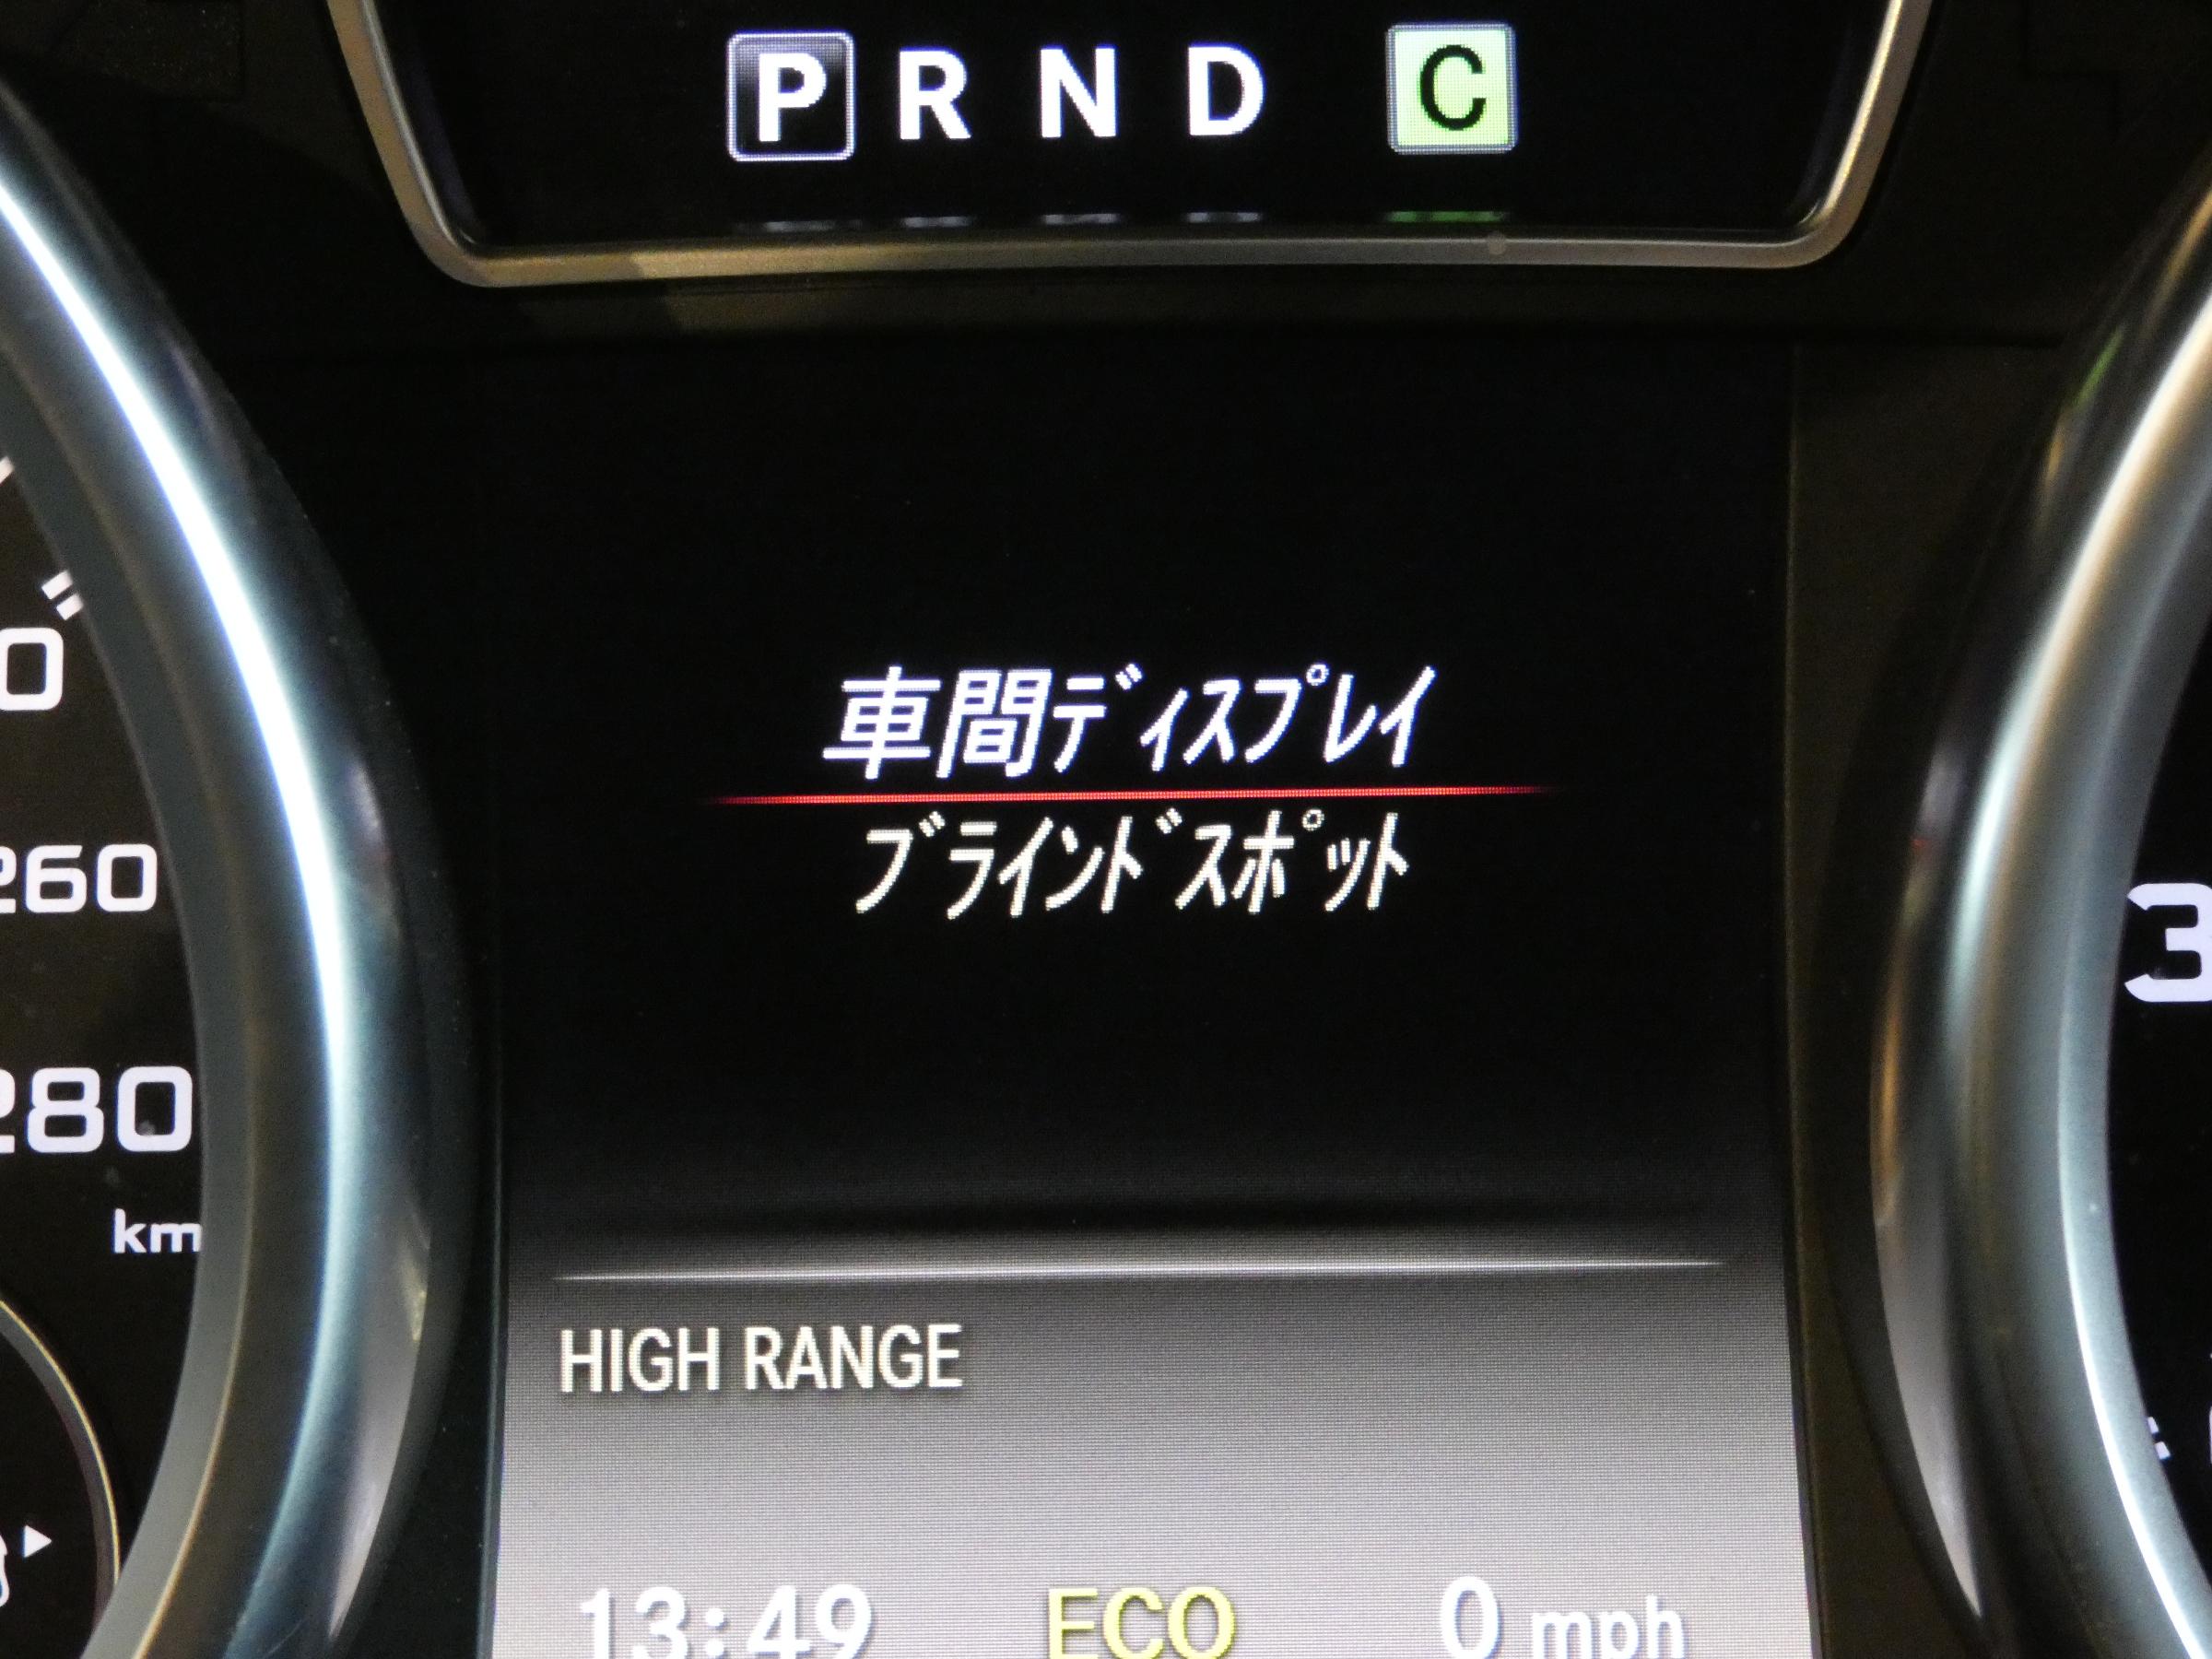 P R N D C
車間ディスプレイ
ブラインドスポット
260
280
km
HIGH RANGE
13:49 ECO 0 mph